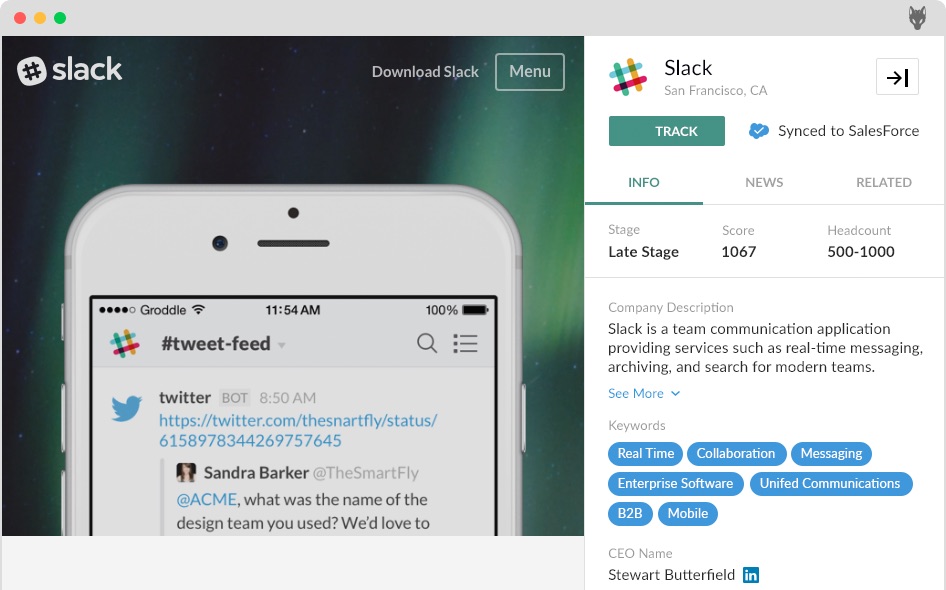 slack
Download Slack
Menu
Groddle
11:54 AM
100%
#tweet-feed
twitter BOT 8:50 AM
https://twitter.com/thesnartfly/status/
6158978344269757645
Sandra Barker @TheSmartFly
@ACME, what was the name of the
design team you used? We'd love to
Slack
San Francisco, CA
TRACK
Synced to SalesForce
INFO
NEWS
RELATED
Stage
Score
Headcount
Late Stage
1067
500-1000
Company Description
Slack is a team communication application
providing services such as real-time messaging,
archiving, and search for modern teams.
See More
Keywords
Real Time Collaboration Messaging
Enterprise Software Unifed Communications
B2B Mobile
CEO Name
Stewart Butterfield in